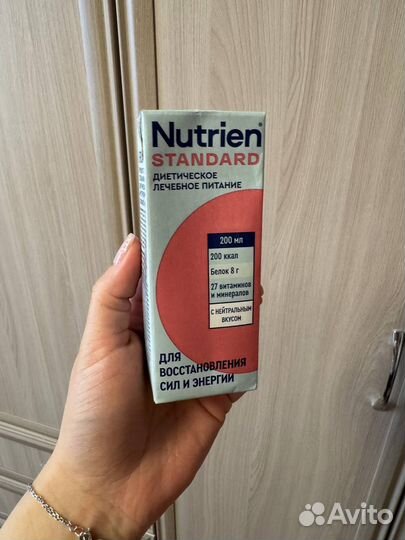 Nutrien®
STANDARD
ДИЕТИЧЕСКОЕ
ЛЕЧЕБНОЕ ПИТАНИЕ
200 мл
200 ккал
Белок 8 г
27 витаминов
и минералов
С НЕЙТРАЛЬНЫМ
ВКУСОМ
ДЛЯ
ВОССТАНОВЛЕНИЯ
СИЛ И ЭНЕРГИИ
Avito